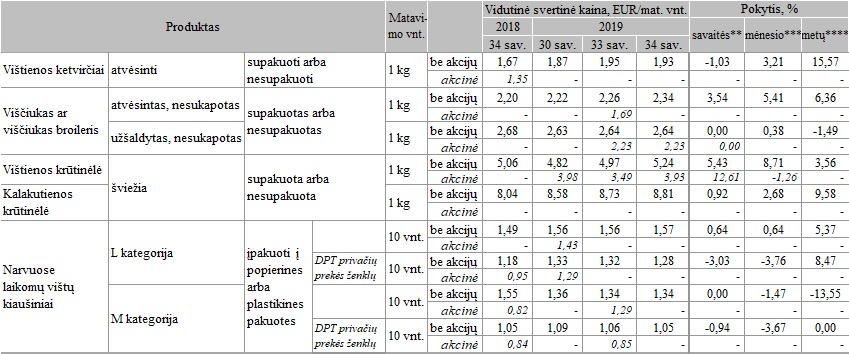 Produktas Matavi- Vidutinė svertinė kaina, EUR/mat. vnt. Pokytis, %
mo vnt. 2018 2019 savaitės** mėnesio*** metų****
34 sav. 30 sav. 33 sav. 34 sav.
Vištienos ketvirčiai atvėsinti supakuoti arba nesupakuoti 1 kg be akcijų 1,67 1,87 1,95 1,93 -1,03 3,21 15,57
akcinė 1,35 - - - - - -
Viščiukas ar viščiukas broileris atvėsintas, nesukapotas supakuotas arba nesupakuotas 1 kg be akcijų 2,20 2,22 2,26 2,34 3,54 5,41 6,36
akcinė - - 1,69 - - - -
užšaldytas, nesukapotas 1 kg be akcijų 2,68 2,63 2,64 2,64 0,00 0,38 -1,49
akcinė - - 2,23 2,23 0,00 - -
Vištienos krūtinėlė šviežia supakuota arba nesupakuota 1 kg be akcijų 5,06 4,82 4,97 5,24 5,43 8,71 3,56
akcinė - 3,98 3,49 3,93 12,61 -1,26 -
Kalakutienos krūtinėlė 1 kg be akcijų 8,04 8,58 8,73 8,81 0,92 2,68 9,58
akcinė - - - - - - -
Narvuose laikomų vištų kiaušiniai L kategorija įpakuoti į popierines arba plastikines pakuotes 10 vnt. be akcijų 1,49 1,56 1,56 1,57 0,64 0,64 5,37
akcinė - 1,43 - - - - -
DPT privačių prekės ženklų 10 vnt. be akcijų 1,18 1,33 1,32 1,28 -3,03 -3,76 8,47
akcinė 0,95 1,29 - - - - -
M kategorija 10 vnt. be akcijų 1,55 1,36 1,34 1,34 0,00 -1,47 -13,55
akcinė 0,82 - 1,29 - - - -
DPT privačių prekės ženklų 10 vnt. be akcijų 1,05 1,09 1,06 1,05 -0,94 -3,67 0,00
akcinė 0,84 - 0,85 - - - -